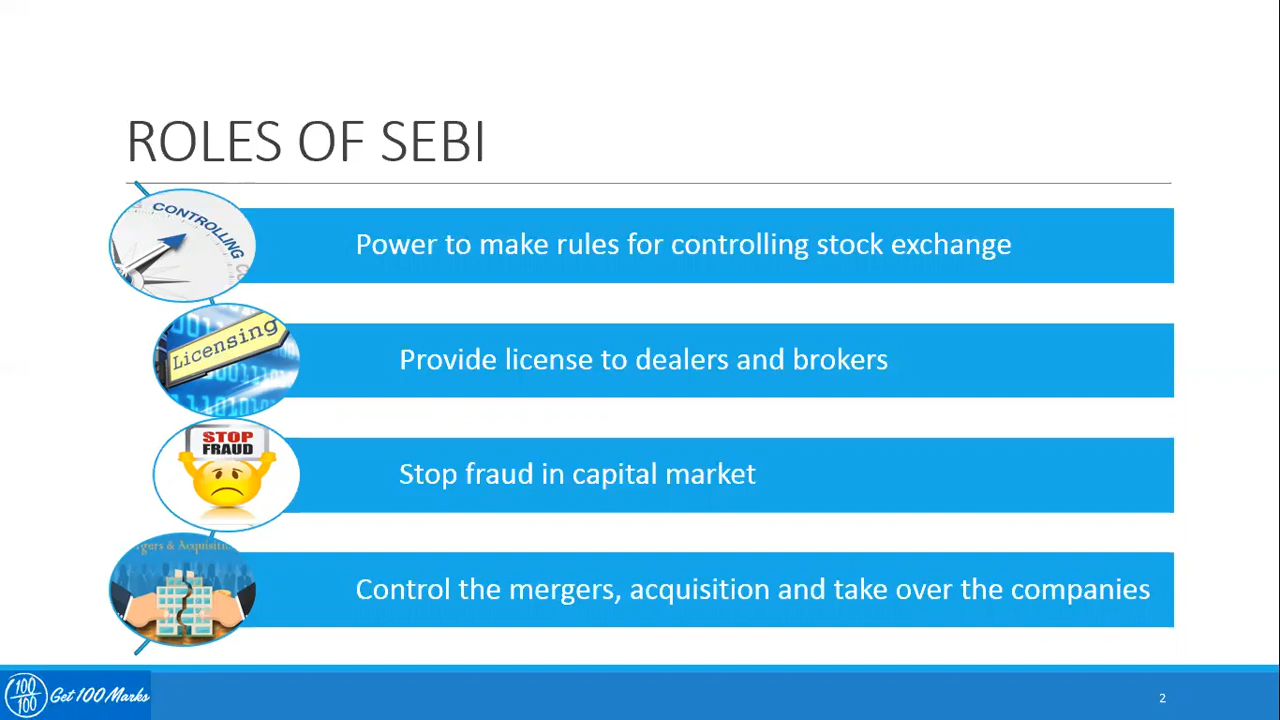 ROLES OF SEBI
CONTROLLING
Power to make rules for controlling stock exchange
Licensing
Provide license to dealers and brokers
STOP
FRAUD
Stop fraud in capital market
Control the mergers, acquisition and take over the companies
100
100
Get 100 Marks
2